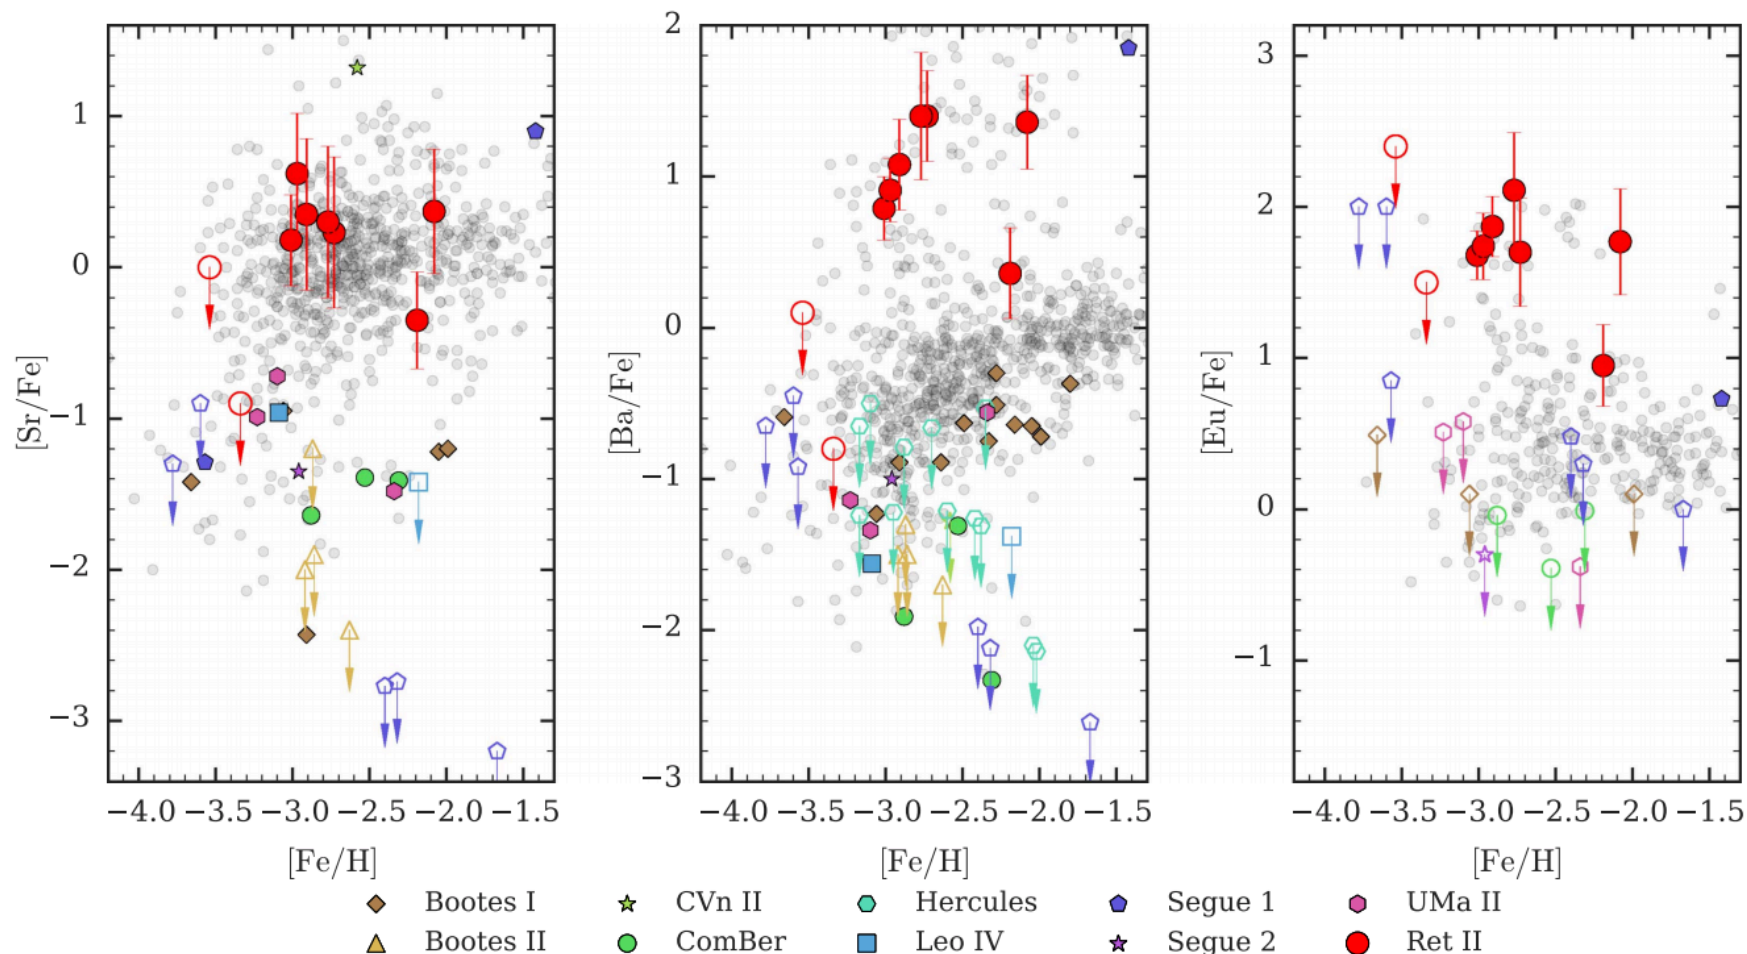 1
0
−1
−2
−3
[Sr/Fe]
−4.0 −3.5 −3.0 −2.5 −2.0 −1.5
[Fe/H]
2
1
0
−1
−2
−3
[Ba/Fe]
−4.0 −3.5 −3.0 −2.5 −2.0 −1.5
[Fe/H]
3
2
1
0
−1
[Eu/Fe]
−4.0 −3.5 −3.0 −2.5 −2.0 −1.5
[Fe/H]
Bootes I CVn II Hercules Segue 1 UMa II
Bootes II ComBer Leo IV Segue 2 Ret II